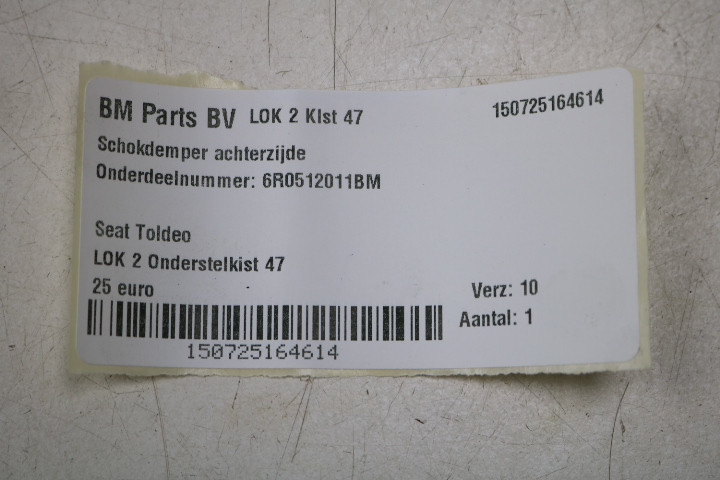 BM Parts BV LOK 2 KIst 47 150725164614
Schokdemper achterzijde
Onderdeelnummer: 6R0512011BM
Seat Toldeo
LOK 2 Onderstelkist 47
25 euro Verz: 10
Aantal: 1
150725164614